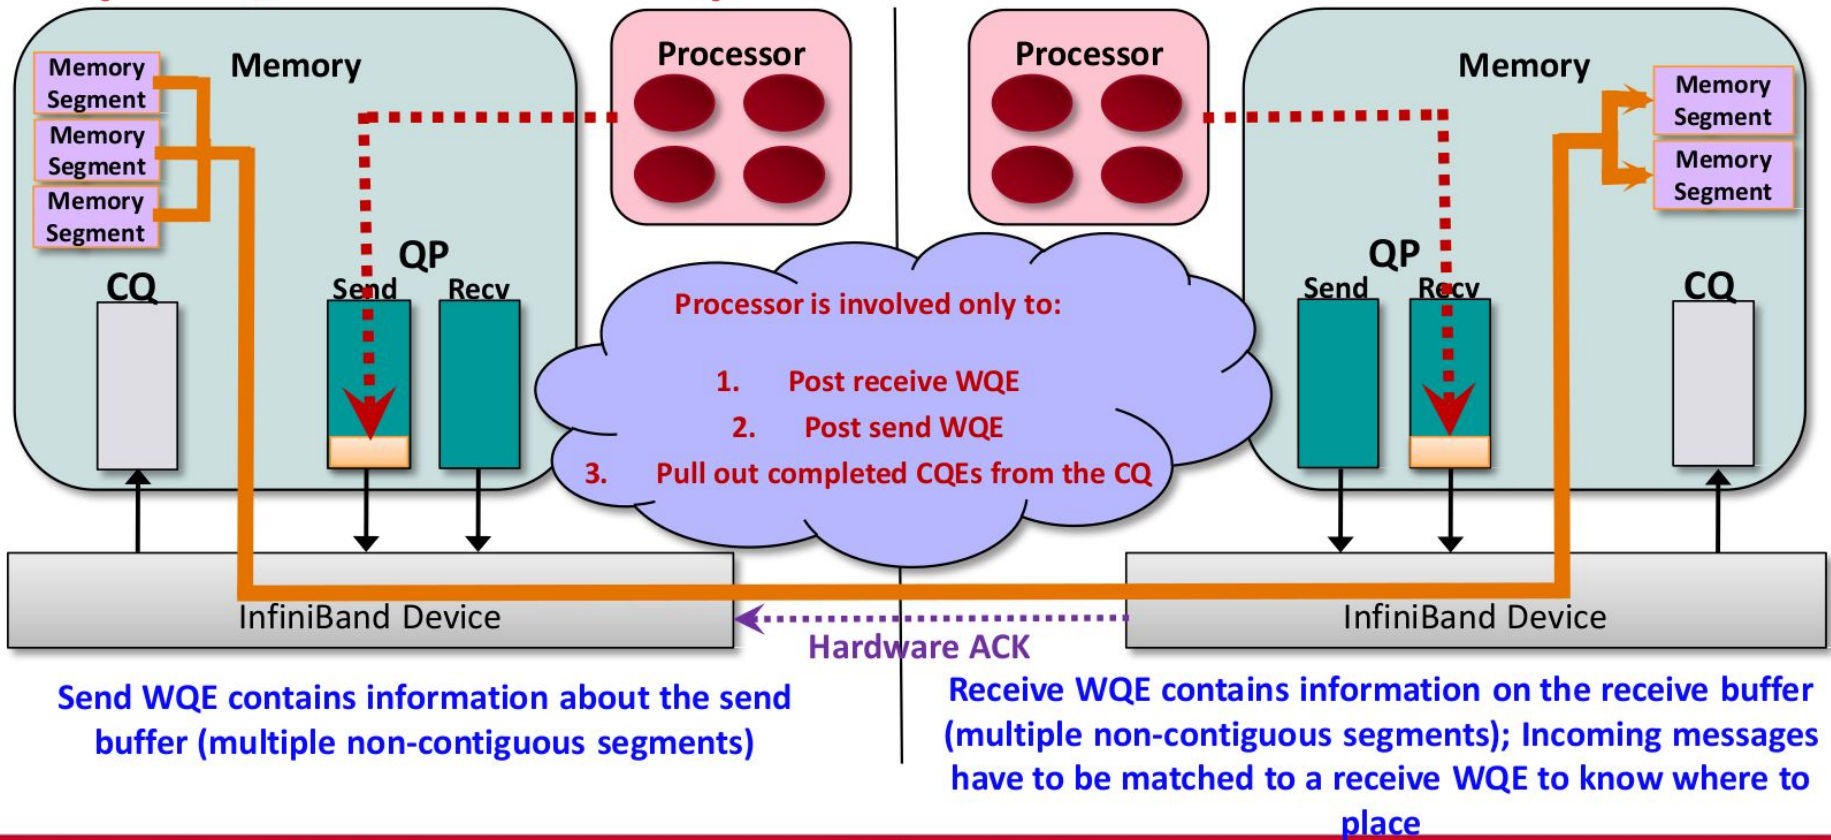 Memory
Segment
Memory
Segment
Memory
Segment
Memory
CQ
QP
Send
Recv
Processor
Processor
Memory
Memory
Segment
Memory
Segment
QP
Send
Recv
CQ
Processor is involved only to:
1. Post receive WQE
2. Post send WQE
3. Pull out completed CQEs from the CQ
InfiniBand Device
InfiniBand Device
Hardware ACK
Send WQE contains information about the send
buffer (multiple non-contiguous segments)
Receive WQE contains information on the receive buffer
(multiple non-contiguous segments); Incoming messages
have to be matched to a receive WQE to know where to
place